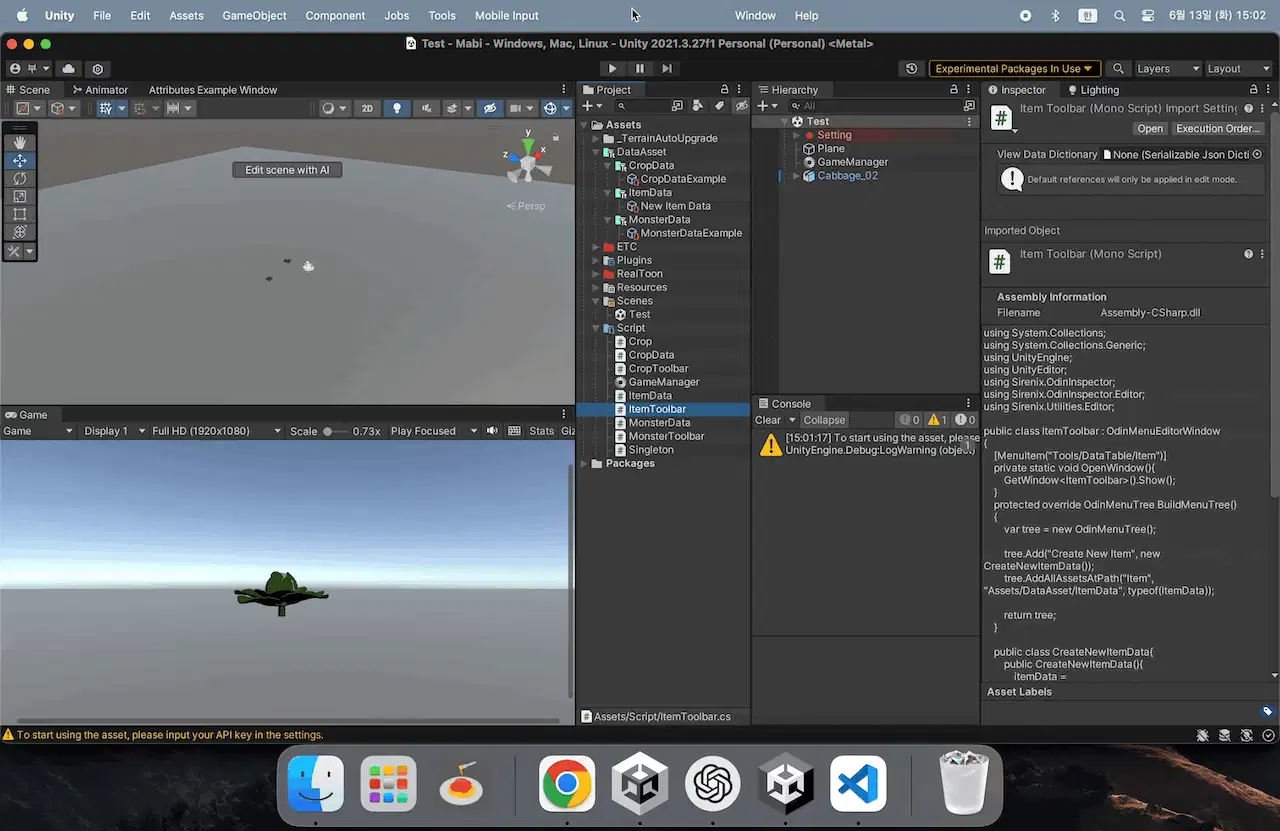 Unity File Edit Assets GameObject Component Jobs Tools Mobile Input Window Help 한 6월 13일 (화) 15:02
Test - Mabi - Windows, Mac, Linux - Unity 2021.3.27f1 Personal (Personal) <Metal>
Experimental Packages In Use Layers Layout
Scene Animator Attributes Example Window
2D
Edit scene with AI
y
x
z
Persp
Game
Game Display 1 Full HD (1920x1080) Scale 0.73x Play Focused Stats Giz
Project
Assets
_TerrainAutoUpgrade
DataAsset
CropData
CropDataExample
ItemData
New Item Data
MonsterData
MonsterDataExample
ETC
Plugins
RealToon
Resources
Scenes
Test
Script
Crop
CropData
CropToolbar
GameManager
ItemData
ItemToolbar
MonsterData
MonsterToolbar
Singleton
Packages
Assets/Script/ItemToolbar.cs
Hierarchy
All
Test
Setting
Plane
GameManager
Cabbage_02
Console
Clear Collapse 0 1 0
[15:01:17] To start using the asset, please
UnityEngine.Debug:LogWarning (object)
1
Inspector Lighting
Item Toolbar (Mono Script) Import Setting
Open Execution Order...
View Data Dictionary None (Serializable Json Dicti
Default references will only be applied in edit mode.
Imported Object
Item Toolbar (Mono Script)
Assembly Information
Filename Assembly-CSharp.dll
using System.Collections;
using System.Collections.Generic;
using UnityEngine;
using UnityEditor;
using Sirenix.OdinInspector;
using Sirenix.OdinInspector.Editor;
using Sirenix.Utilities.Editor;
public class ItemToolbar : OdinMenuEditorWindow
{
[MenuItem("Tools/DataTable/Item")]
private static void OpenWindow(){
GetWindow<ItemToolbar>().Show();
}
protected override OdinMenuTree BuildMenuTree()
{
var tree = new OdinMenuTree();
tree.Add("Create New Item", new
CreateNewItemData());
tree.AddAllAssetsAtPath("Item",
"Assets/DataAsset/ItemData", typeof(ItemData));
return tree;
}
public class CreateNewItemData{
public CreateNewItemData(){
itemData =
Asset Labels
To start using the asset, please input your API key in the settings.